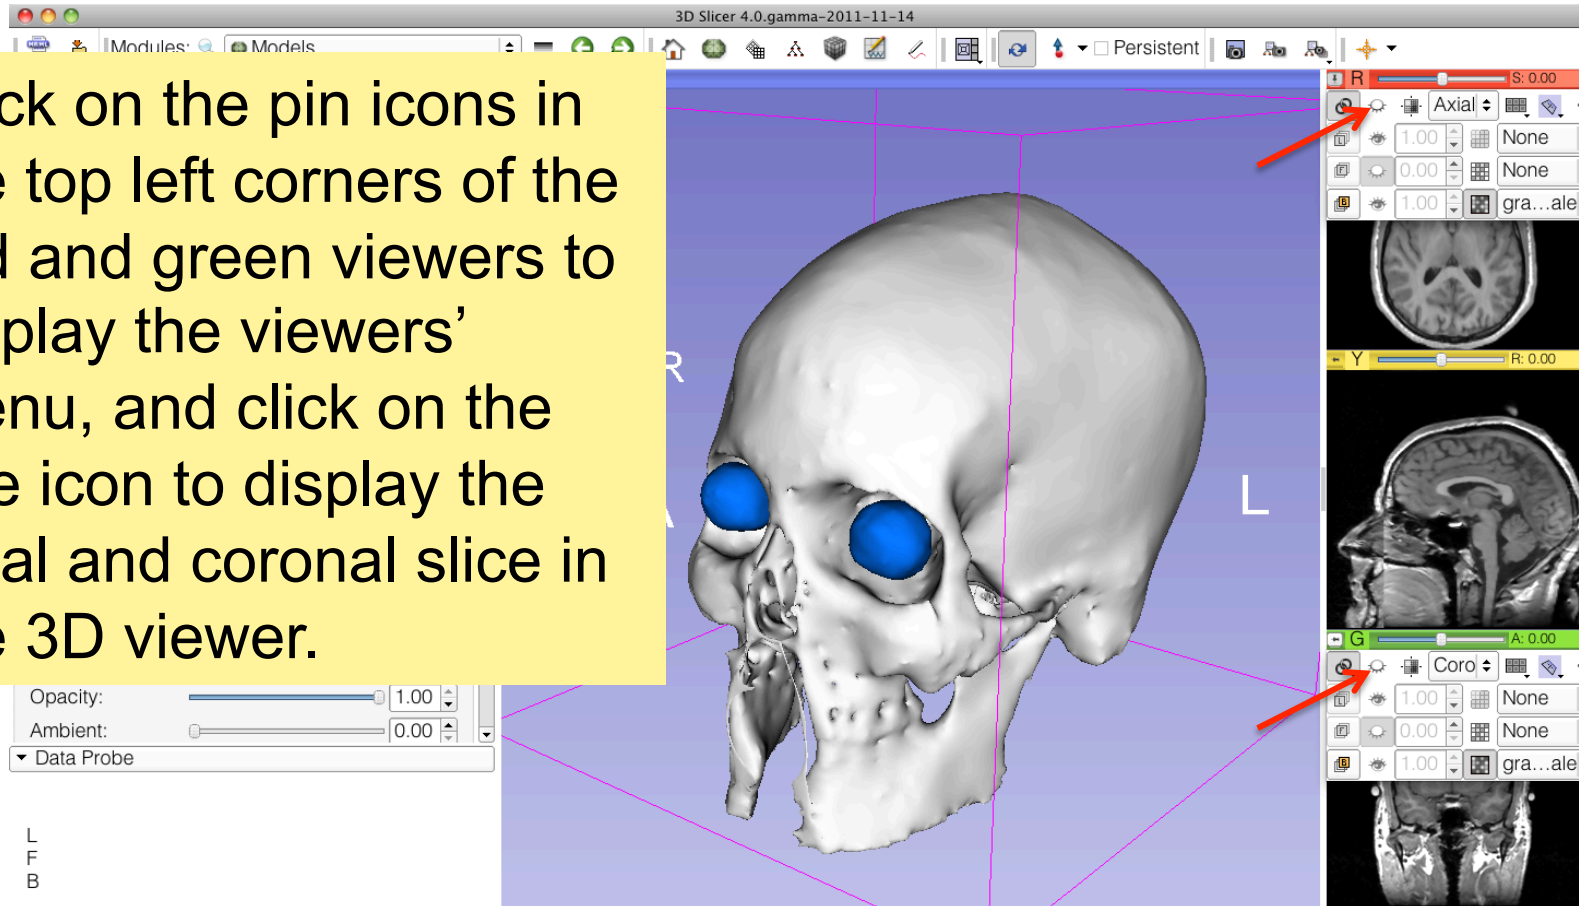 3D Slicer 4.0.gamma-2011-11-14
Modules: Models
Persistent
ck on the pin icons in
e top left corners of the
d and green viewers to
play the viewers’
enu, and click on the
e icon to display the
al and coronal slice in
e 3D viewer.
R
L
R S: 0.00
Axial
L 1.00 None
F 0.00 None
B 1.00 gra...ale
Y R: 0.00
G A: 0.00
Coro
L 1.00 None
F 0.00 None
B 1.00 gra...ale
Opacity: 1.00
Ambient: 0.00
Data Probe
L
F
B